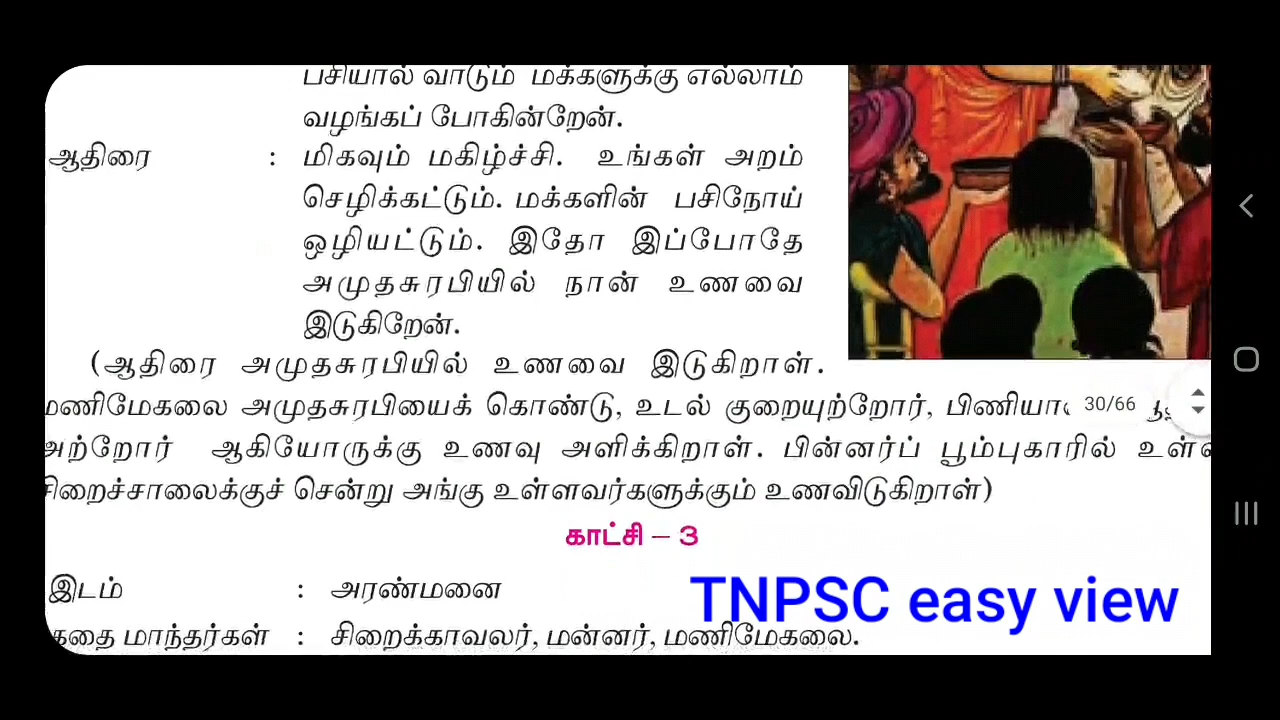 பசியால் வாடும் மக்களுக்கு எல்லாம்
வழங்கப் போகின்றேன்.
ஆதிரை : மிகவும் மகிழ்ச்சி. உங்கள் அறம்
செழிக்கட்டும். மக்களின் பசிநோய்
ஒழியட்டும். இதோ இப்போதே
அமுதசுரபியில் நான் உணவை
இடுகிறேன்.
(ஆதிரை அமுதசுரபியில் உணவை இடுகிறாள்.
மணிமேகலை அமுதசுரபியைக் கொண்டு, உடல் குறையுற்றோர்,
30/66
அற்றோர் ஆகியோருக்கு உணவு அளிக்கிறாள். பின்னர்ப் பூம்புகாரில்
சிறைச்சாலைக்குச் சென்று அங்கு உள்ளவர்களுக்கும் உணவிடுகிறாள்)
காட்சி – 3
இடம் : அரண்மனை
TNPSC easy view
கதை மாந்தர்கள் : சிறைக்காவலர், மன்னர், மணிமேகலை.